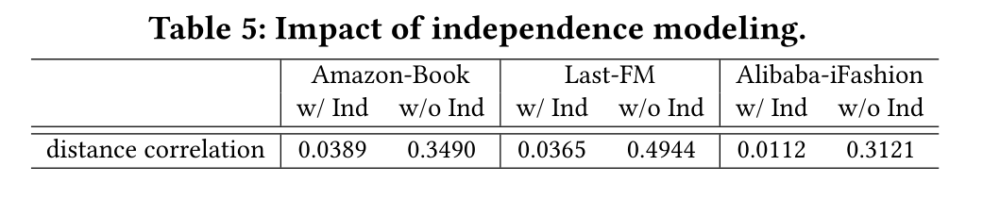 Table 5: Impact of independence modeling.
Amazon-Book Last-FM Alibaba-iFashion
w/ Ind w/o Ind w/ Ind w/o Ind w/ Ind w/o Ind
distance correlation 0.0389 0.3490 0.0365 0.4944 0.0112 0.3121